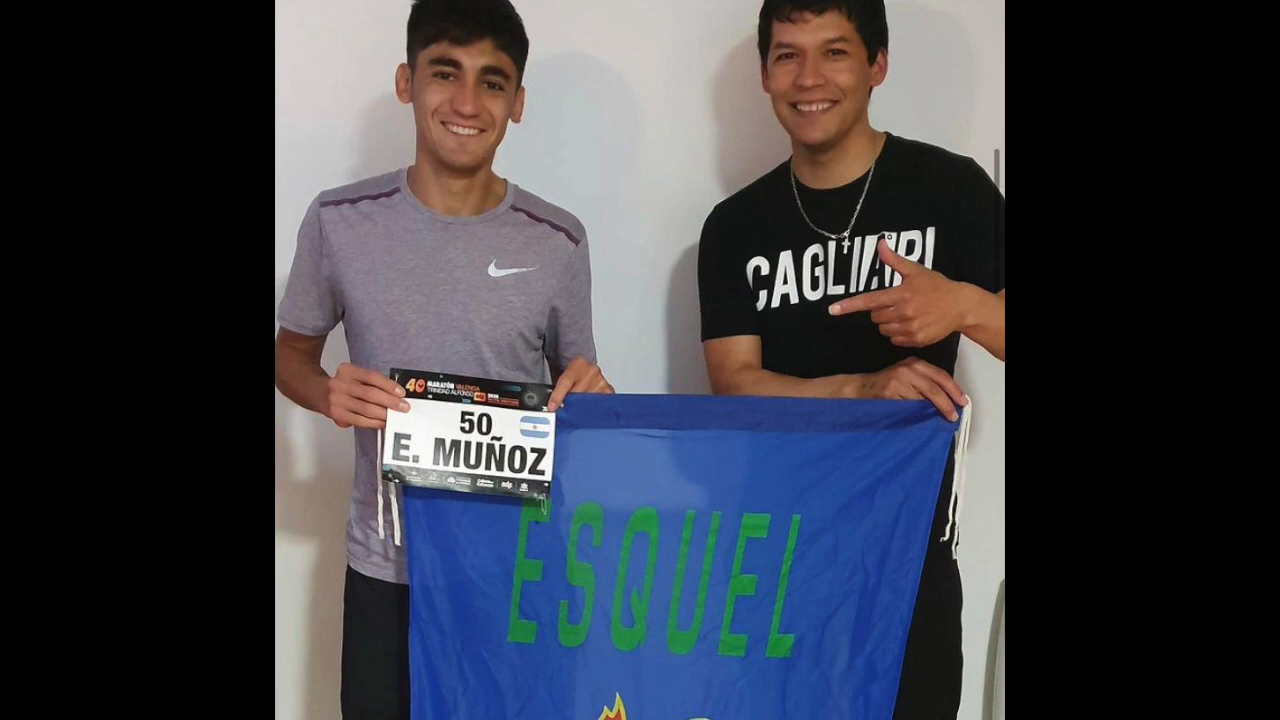 CAGLIARI
40 MARATÓN VALENCIA
TRINIDAD ALFONSO
50
E. MUÑOZ
ESQUEL